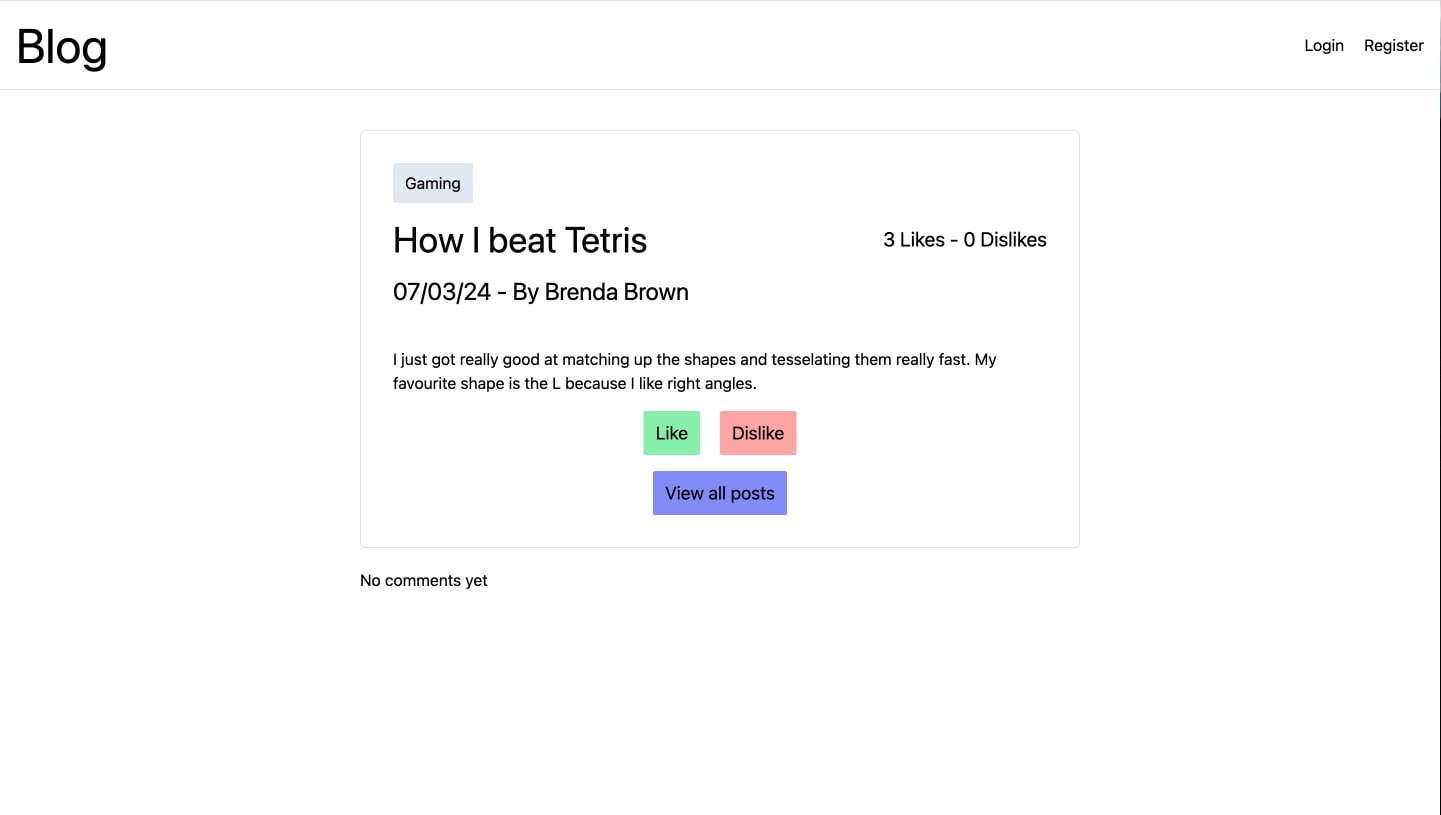 Blog
Login
Register
Gaming
How I beat Tetris
3 Likes - 0 Dislikes
07/03/24 - By Brenda Brown
I just got really good at matching up the shapes and tesselating them really fast. My
favourite shape is the L because I like right angles.
Like
Dislike
View all posts
No comments yet